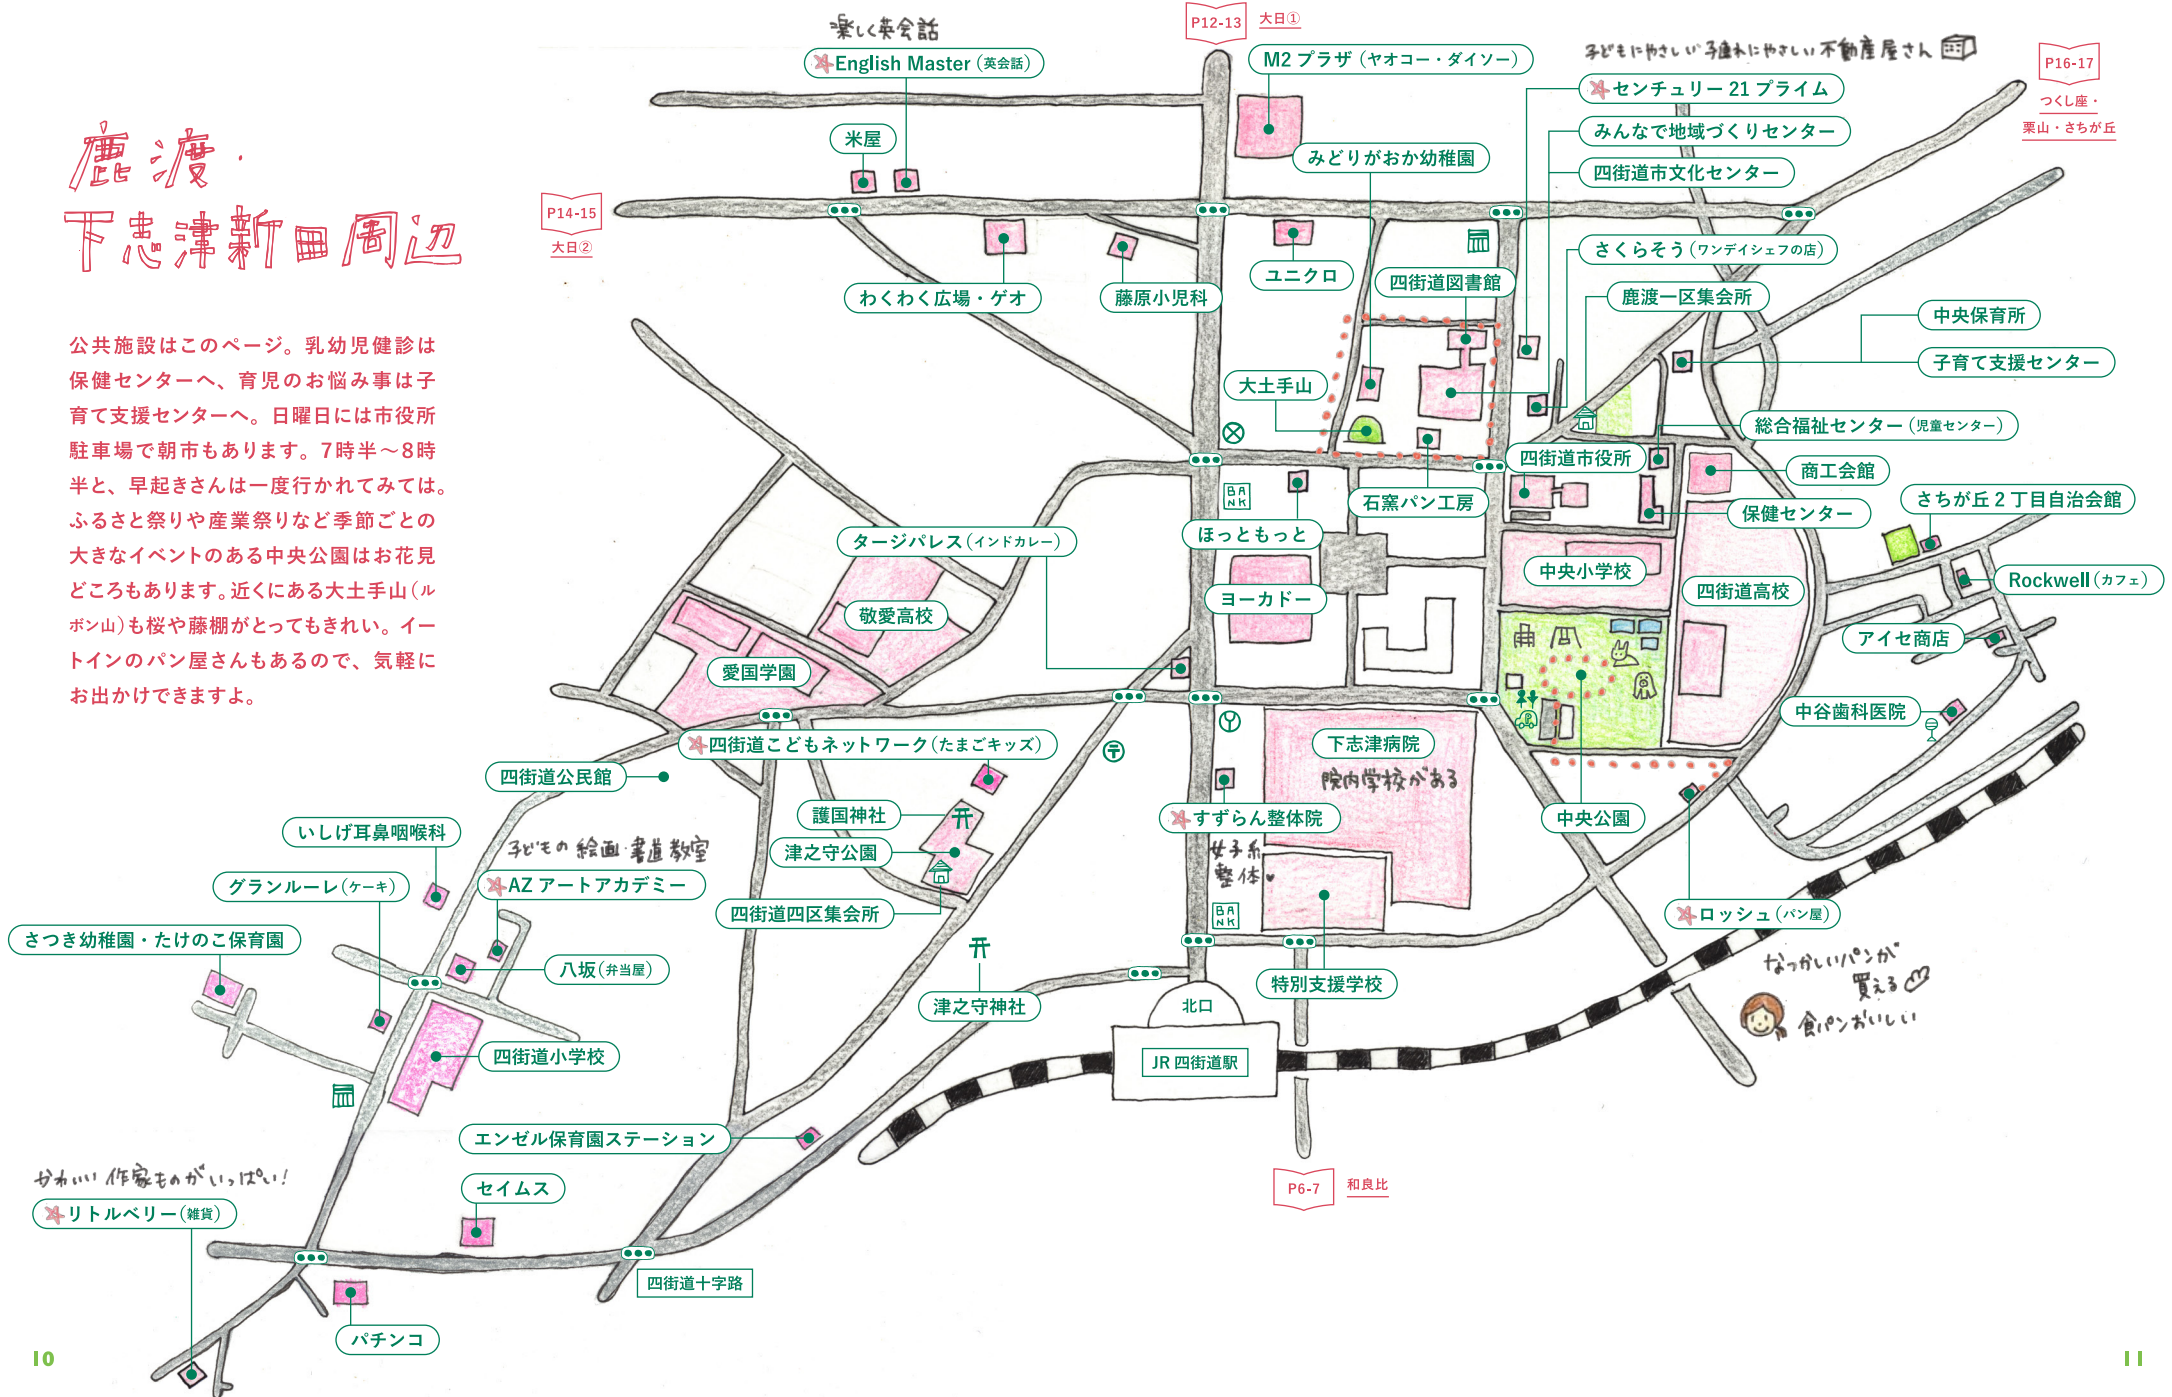 鹿渡・
下志津新田周辺
公共施設はこのページ。乳幼児健診は
保健センターへ、育児のお悩み事は子
育て支援センターへ。日曜日には市役所
駐車場で朝市もあります。7時半〜8時
半と、早起きさんは一度行かれてみては。
ふるさと祭りや産業祭りなど季節ごとの
大きなイベントのある中央公園はお花見
どころもあります。近くにある大土手山(ル
ボン山)も桜や藤棚がとってもきれい。イー
トインのパン屋さんもあるので、気軽に
お出かけできますよ。
楽しく英会話
English Master(英会話)
米屋
P14-15
大日②
わくわく広場・ゲオ
藤原小児科
P12-13
大日①
M2 プラザ(ヤオコー・ダイソー)
みどりがおか幼稚園
ユニクロ
四街道図書館
大土手山
石窯パン工房
子どもにやさしい子連れにやさしい不動産屋さん
センチュリー 21 プライム
みんなで地域づくりセンター
四街道市文化センター
さくらそう(ワンデイシェフの店)
鹿渡一区集会所
P16-17
つくし座・
栗山・さちが丘
中央保育所
子育て支援センター
総合福祉センター(児童センター)
四街道市役所
商工会館
保健センター
さちが丘 2 丁目自治会館
Rockwell(カフェ)
アイセ商店
中谷歯科医院
BANK
ほっともっと
タージパレス(インドカレー)
ヨーカドー
中央小学校
四街道高校
敬愛高校
愛国学園
四街道こどもネットワーク(たまごキッズ)
四街道公民館
護国神社
津之守公園
四街道四区集会所
津之守神社
下志津病院
院内学校がある
すずらん整体院
女子系
整体
BANK
特別支援学校
P
中央公園
ロッシュ(パン屋)
なつかしいパンが
買える
食パンおいしい
いしげ耳鼻咽喉科
子どもの絵画・書道教室
AZ アートアカデミー
グランルーレ(ケーキ)
さつき幼稚園・たけのこ保育園
八坂(弁当屋)
四街道小学校
北口
JR 四街道駅
エンゼル保育園ステーション
P6-7
和良比
かわいい作家ものがいっぱい!
リトルベリー(雑貨)
セイムス
四街道十字路
パチンコ
10
11